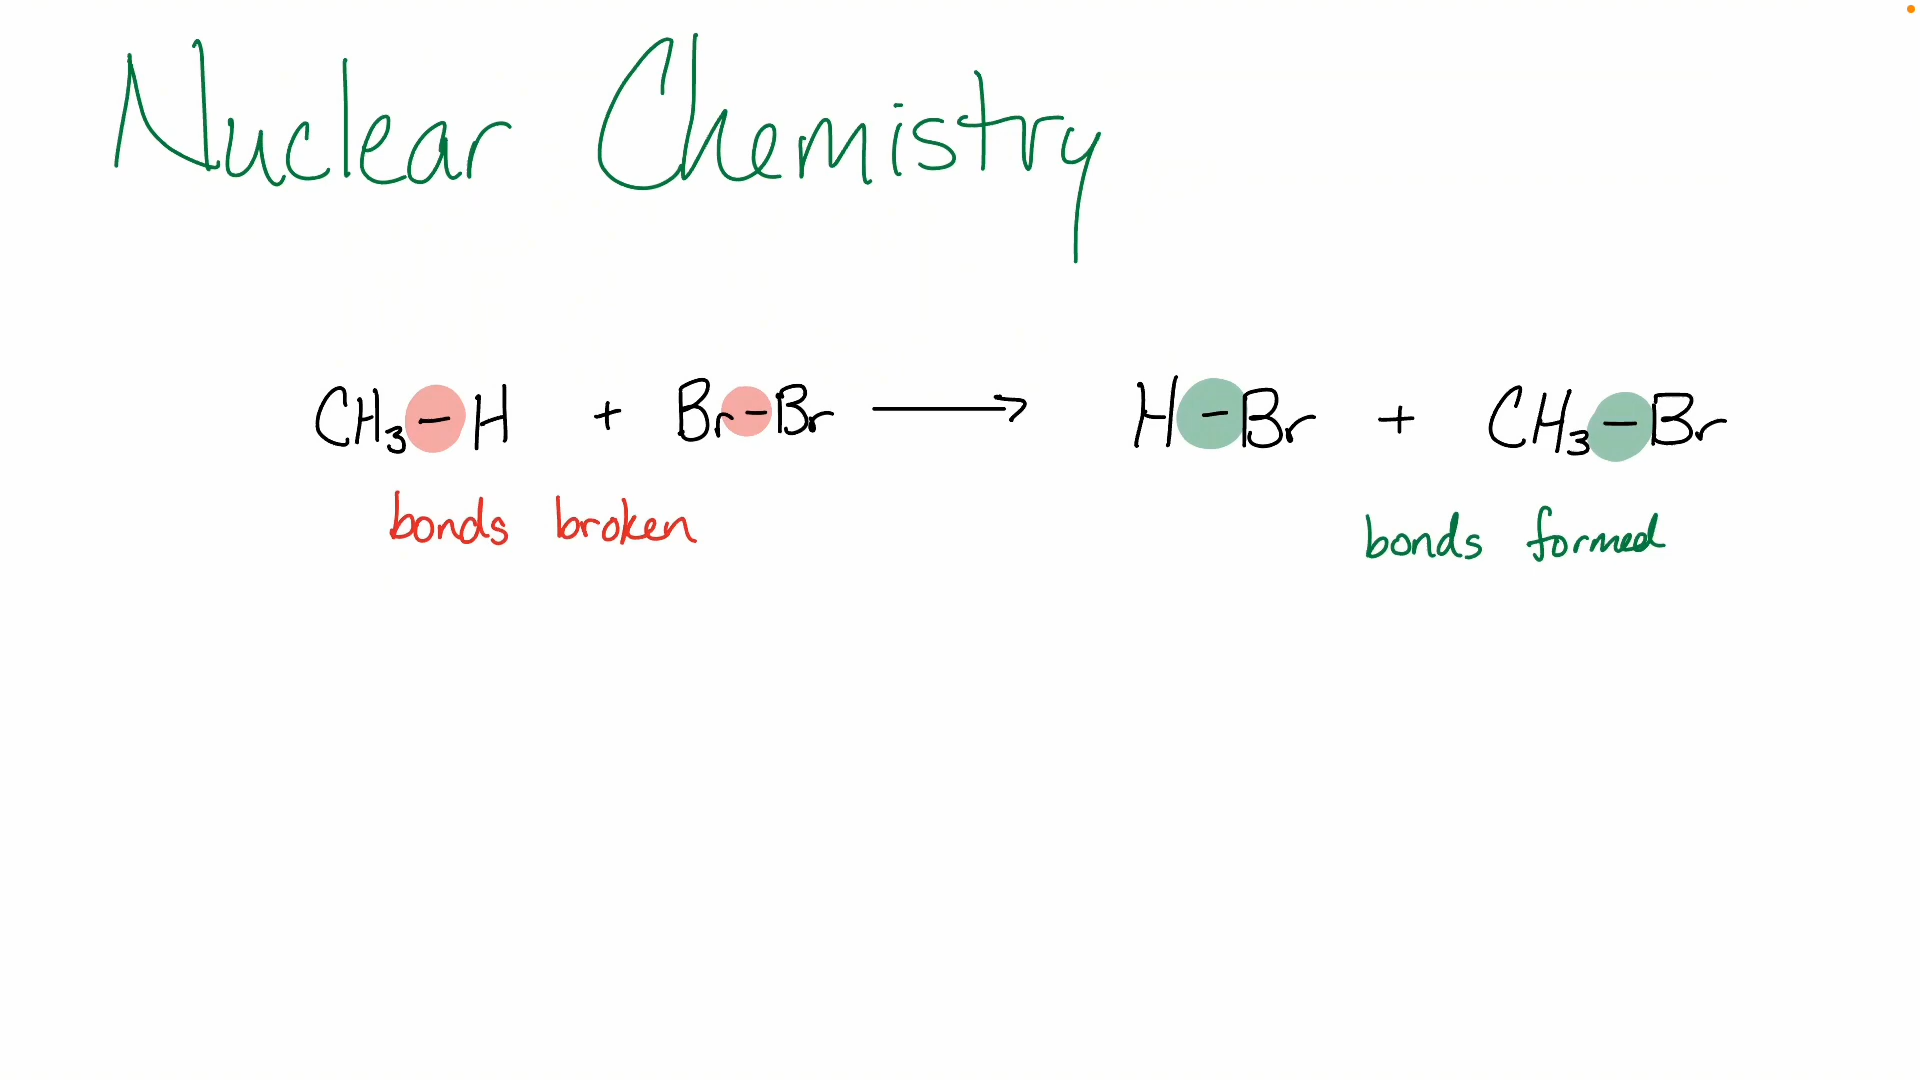 Nuclear Chemistry
CH₃-H + Br-Br → H-Br + CH₃-Br
bonds broken
bonds formed